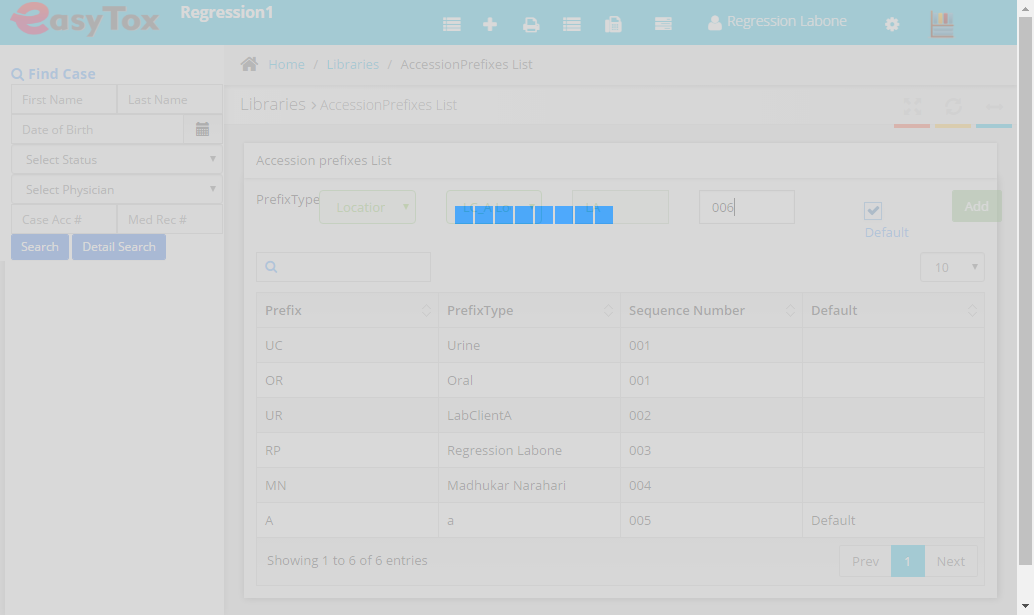 easyTox
Regression1
Regression Labone
Find Case
First Name
Last Name
Date of Birth
Select Status
Select Physician
Case Acc #
Med Rec #
Search
Detail Search
Home / Libraries / AccessionPrefixes List
Libraries > AccessionPrefixes List
Accession prefixes List
PrefixType
Location
006
Default
Add
10
Prefix PrefixType Sequence Number Default
UC Urine 001
OR Oral 001
UR LabClientA 002
RP Regression Labone 003
MN Madhukar Narahari 004
A a 005 Default
Showing 1 to 6 of 6 entries
Prev 1 Next